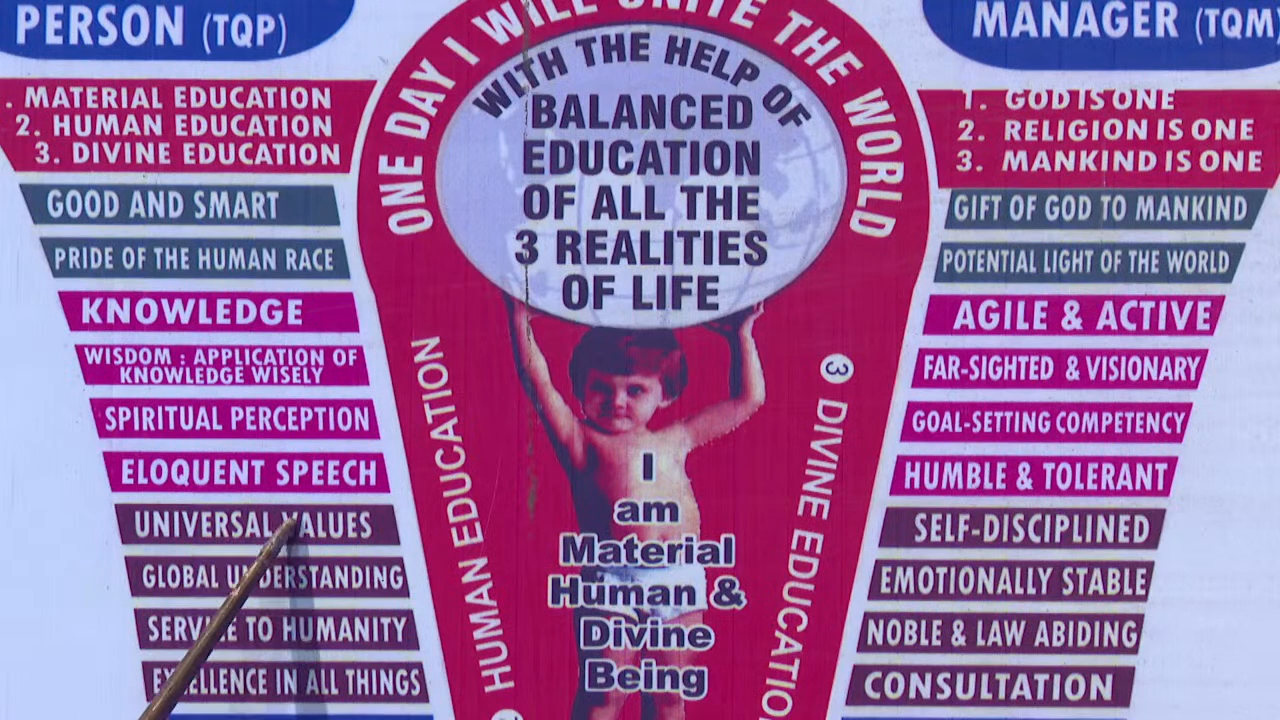 PERSON (TQP)
. MATERIAL EDUCATION
2. HUMAN EDUCATION
3. DIVINE EDUCATION
GOOD AND SMART
PRIDE OF THE HUMAN RACE
KNOWLEDGE
WISDOM : APPLICATION OF
KNOWLEDGE WISELY
SPIRITUAL PERCEPTION
ELOQUENT SPEECH
UNIVERSAL VALUES
GLOBAL UNDERSTANDING
SERVICE TO HUMANITY
EXCELLENCE IN ALL THINGS
ONE DAY I WILL UNITE THE WORLD
WITH THE HELP OF
BALANCED
EDUCATION
OF ALL THE
3 REALITIES
OF LIFE
HUMAN EDUCATION
I
am
Material
Human &
Divine
Being
3 DIVINE EDUCATION
MANAGER (TQM)
1. GOD IS ONE
2. RELIGION IS ONE
3. MANKIND IS ONE
GIFT OF GOD TO MANKIND
POTENTIAL LIGHT OF THE WORLD
AGILE & ACTIVE
FAR-SIGHTED & VISIONARY
GOAL-SETTING COMPETENCY
HUMBLE & TOLERANT
SELF-DISCIPLINED
EMOTIONALLY STABLE
NOBLE & LAW ABIDING
CONSULTATION